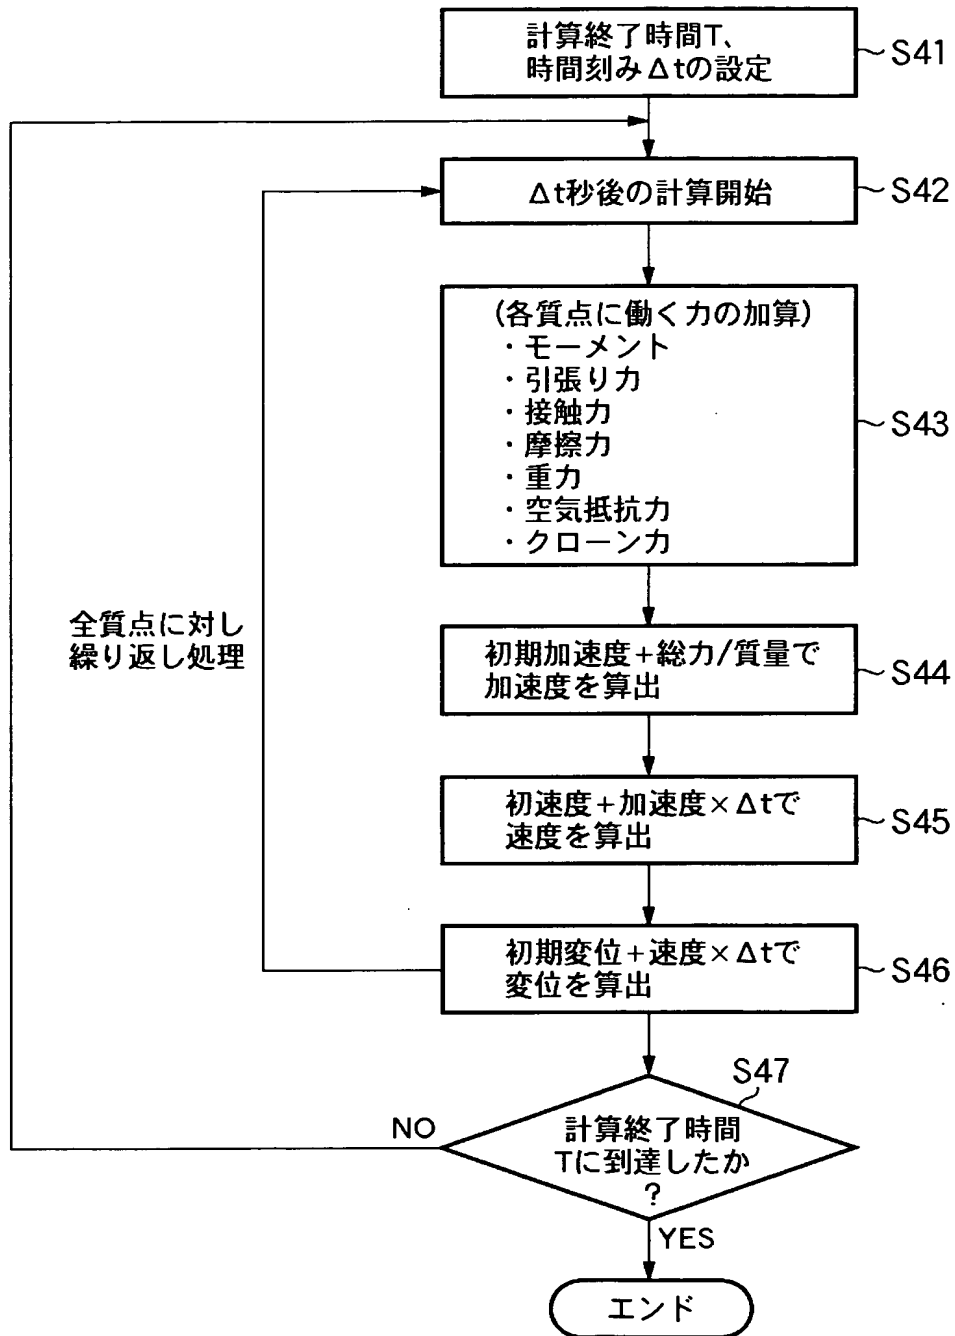 計算終了時間T、
時間刻みΔtの設定
S41
Δt秒後の計算開始
S42
(各質点に働く力の加算)
・モーメント
・引張り力
・接触力
・摩擦力
・重力
・空気抵抗力
・クローン力
S43
全質点に対し
繰り返し処理
初期加速度+総力/質量で
加速度を算出
S44
初速度+加速度×Δtで
速度を算出
S45
初期変位+速度×Δtで
変位を算出
S46
S47
計算終了時間
Tに到達したか
?
NO
YES
エンド